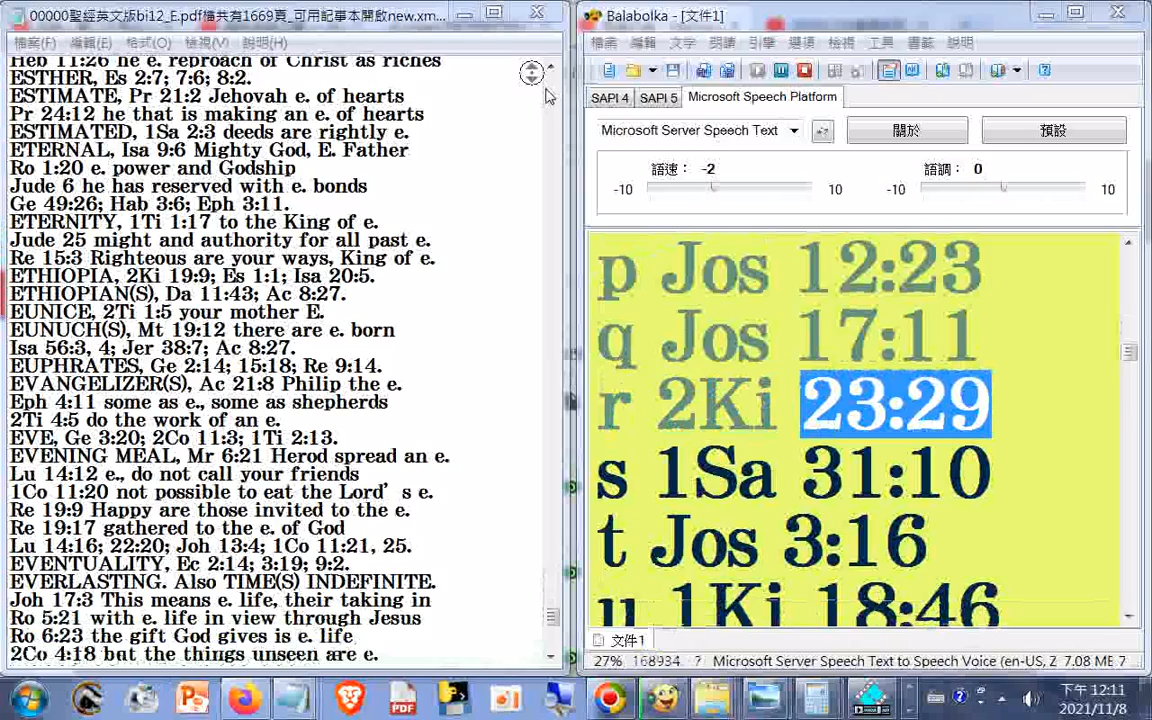 00000聖經英文版bi12_E.pdf檔共有1669頁_可用記事本開啟new.xm...
檔案(F) 編輯(E) 格式(O) 檢視(V) 說明(H)
Heb 11:26 he e. reproach of Christ as riches
ESTHER, Es 2:7; 7:6; 8:2.
ESTIMATE, Pr 21:2 Jehovah e. of hearts
Pr 24:12 he that is making an e. of hearts
ESTIMATED, 1Sa 2:3 deeds are rightly e.
ETERNAL, Isa 9:6 Mighty God, E. Father
Ro 1:20 e. power and Godship
Jude 6 he has reserved with e. bonds
Ge 49:26; Hab 3:6; Eph 3:11.
ETERNITY, 1Ti 1:17 to the King of e.
Jude 25 might and authority for all past e.
Re 15:3 Righteous are your ways, King of e.
ETHIOPIA, 2Ki 19:9; Es 1:1; Isa 20:5.
ETHIOPIAN(S), Da 11:43; Ac 8:27.
EUNICE, 2Ti 1:5 your mother E.
EUNUCH(S), Mt 19:12 there are e. born
Isa 56:3, 4; Jer 38:7; Ac 8:27.
EUPHRATES, Ge 2:14; 15:18; Re 9:14.
EVANGELIZER(S), Ac 21:8 Philip the e.
Eph 4:11 some as e., some as shepherds
2Ti 4:5 do the work of an e.
EVE, Ge 3:20; 2Co 11:3; 1Ti 2:13.
EVENING MEAL, Mr 6:21 Herod spread an e.
Lu 14:12 e., do not call your friends
1Co 11:20 not possible to eat the Lord’s e.
Re 19:9 Happy are those invited to the e.
Re 19:17 gathered to the e. of God
Lu 14:16; 22:20; Joh 13:4; 1Co 11:21, 25.
EVENTUALITY, Ec 2:14; 3:19; 9:2.
EVERLASTING. Also TIME(S) INDEFINITE.
Joh 17:3 This means e. life, their taking in
Ro 5:21 with e. life in view through Jesus
Ro 6:23 the gift God gives is e. life
2Co 4:18 but the things unseen are e.
Balabolka - [文件1]
檔案 編輯 文字 朗讀 引擎 選項 檢視 工具 書籤 說明
SAPI 4 SAPI 5 Microsoft Speech Platform
Microsoft Server Speech Text 關於 預設
語速： -2 語調： 0
-10 10 -10 10
p Jos 12:23
q Jos 17:11
r 2Ki 23:29
s 1Sa 31:10
t Jos 3:16
u 1Ki 18:46
文件1
27% 168934 ? Microsoft Server Speech Text to Speech Voice (en-US, Z 7.08 MB 7
PDF
下午 12:11
2021/11/8